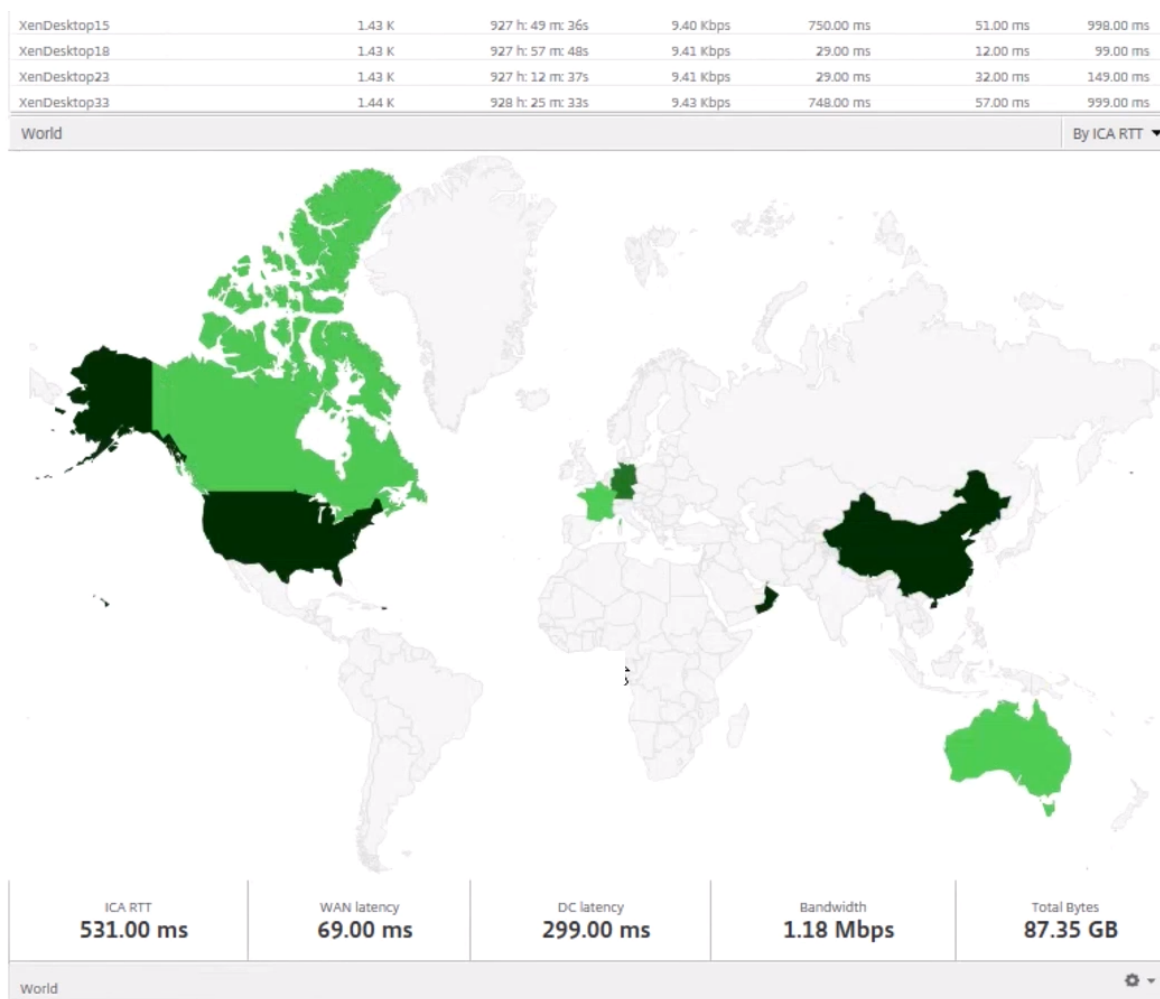 XenDesktop15 1.43 K 927 h: 49 m: 36s 9.40 Kbps 750.00 ms 51.00 ms 998.00 ms
XenDesktop18 1.43 K 927 h: 57 m: 48s 9.41 Kbps 29.00 ms 12.00 ms 99.00 ms
XenDesktop23 1.43 K 927 h: 12 m: 37s 9.41 Kbps 29.00 ms 32.00 ms 149.00 ms
XenDesktop33 1.44 K 928 h: 25 m: 33s 9.43 Kbps 748.00 ms 57.00 ms 999.00 ms
World By ICA RTT
ICA RTT WAN latency DC latency Bandwidth Total Bytes
531.00 ms 69.00 ms 299.00 ms 1.18 Mbps 87.35 GB
World